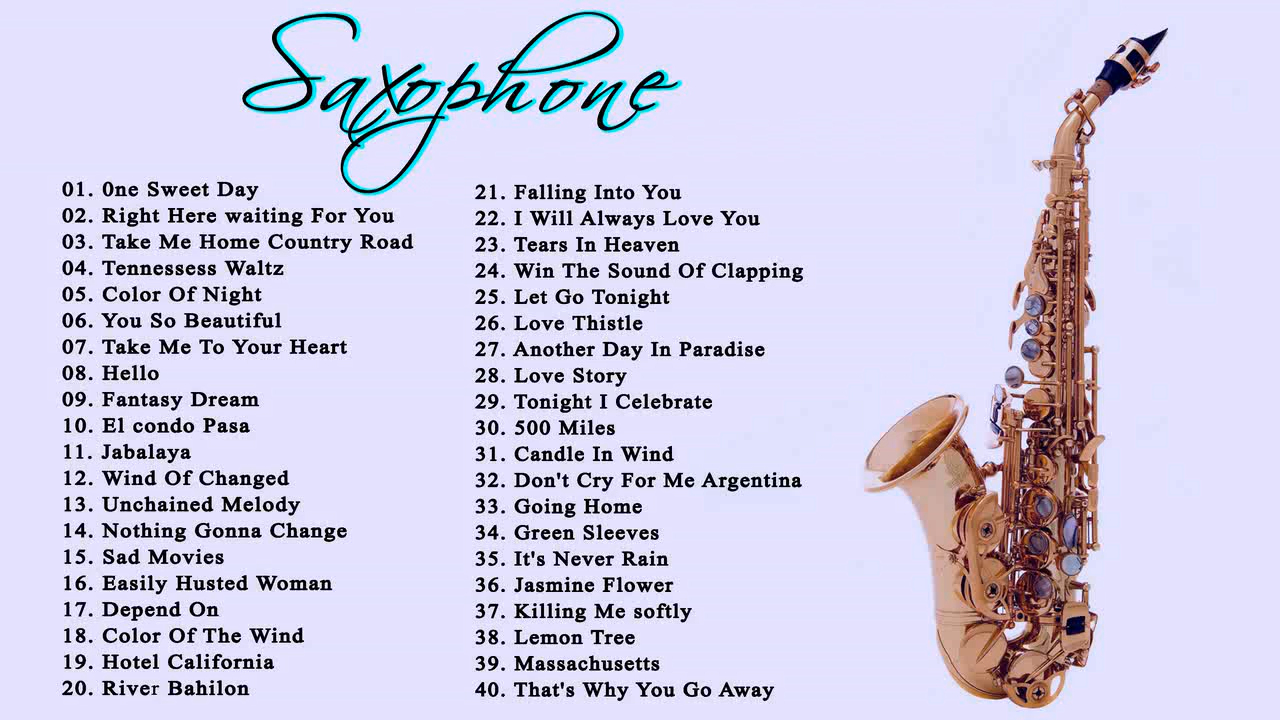 Saxophone
01. 0ne Sweet Day
02. Right Here waiting For You
03. Take Me Home Country Road
04. Tennessess Waltz
05. Color Of Night
06. You So Beautiful
07. Take Me To Your Heart
08. Hello
09. Fantasy Dream
10. El condo Pasa
11. Jabalaya
12. Wind Of Changed
13. Unchained Melody
14. Nothing Gonna Change
15. Sad Movies
16. Easily Husted Woman
17. Depend On
18. Color Of The Wind
19. Hotel California
20. River Bahilon
21. Falling Into You
22. I Will Always Love You
23. Tears In Heaven
24. Win The Sound Of Clapping
25. Let Go Tonight
26. Love Thistle
27. Another Day In Paradise
28. Love Story
29. Tonight I Celebrate
30. 500 Miles
31. Candle In Wind
32. Don't Cry For Me Argentina
33. Going Home
34. Green Sleeves
35. It's Never Rain
36. Jasmine Flower
37. Killing Me softly
38. Lemon Tree
39. Massachusetts
40. That's Why You Go Away